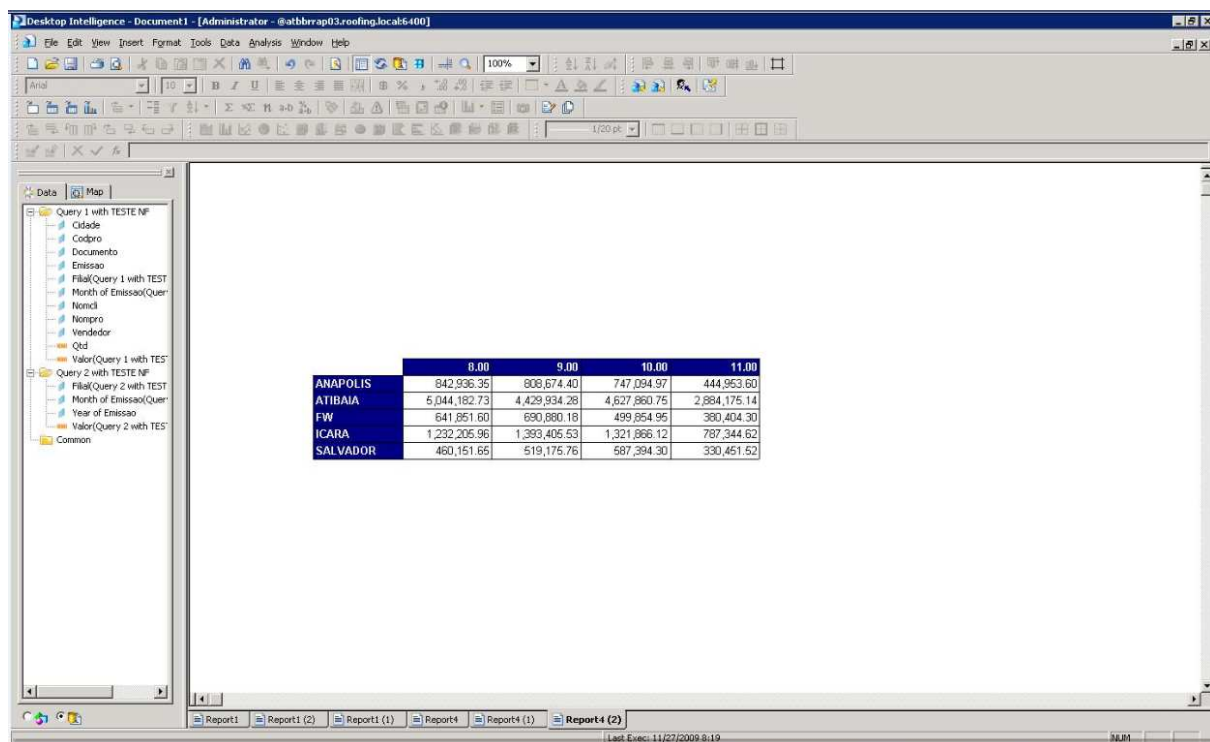 Desktop Intelligence - Document1 - [Administrator - @atbbrrap03.roofing.local:6400]
File Edit View Insert Format Tools Data Analysis Window Help
100%
Arial 10 B I U
1/20 pt
Data Map
Query 1 with TESTE NF
Cidade
Codpro
Documento
Emissao
Filial(Query 1 with TEST
Month of Emissao(Quer
Nomcli
Nompro
Vendedor
Qtd
Valor(Query 1 with TES
Query 2 with TESTE NF
Filial(Query 2 with TEST
Month of Emissao(Quer
Year of Emissao
Valor(Query 2 with TES
Common
8.00 9.00 10.00 11.00
ANAPOLIS 842,936.35 808,674.40 747,094.97 444,953.60
ATIBAIA 5,044,182.73 4,429,934.28 4,627,860.75 2,884,175.14
FW 641,851.60 690,880.18 499,854.95 380,404.30
ICARA 1,232,205.96 1,393,405.53 1,321,866.12 787,344.62
SALVADOR 460,151.65 519,175.76 587,394.30 330,451.52
Report1 Report1 (2) Report1 (1) Report4 Report4 (1) Report4 (2)
Last Exec: 11/27/2009 8:19 NUM